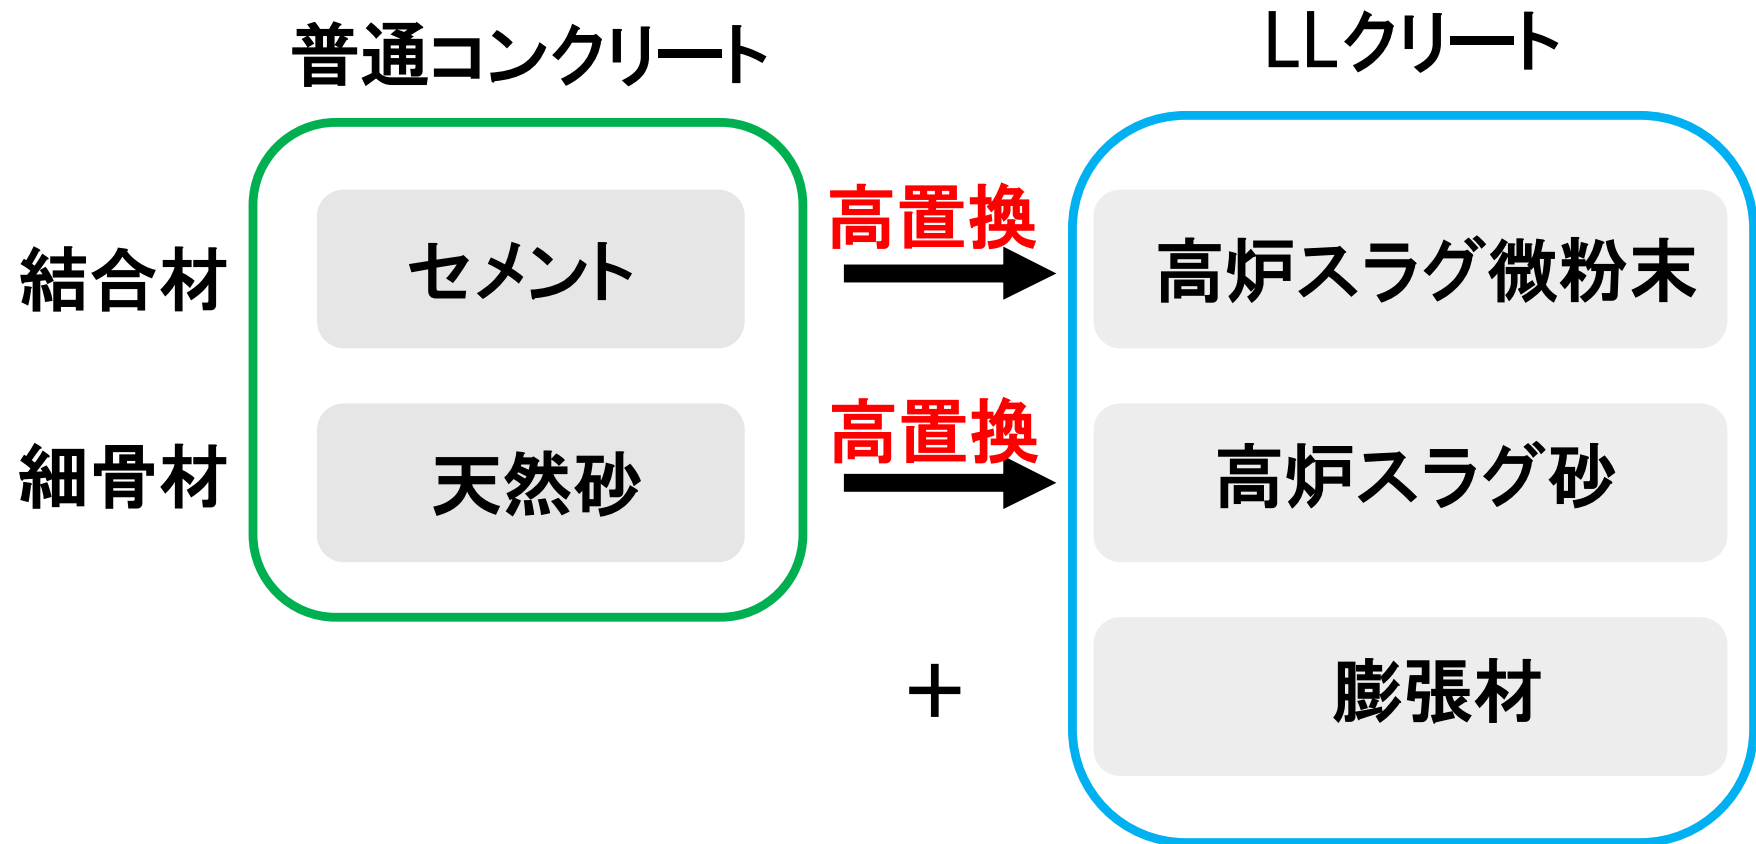 普通コンクリート
LLクリート
結合材
セメント
高置換
高炉スラグ微粉末
細骨材
天然砂
高置換
高炉スラグ砂
+
膨張材